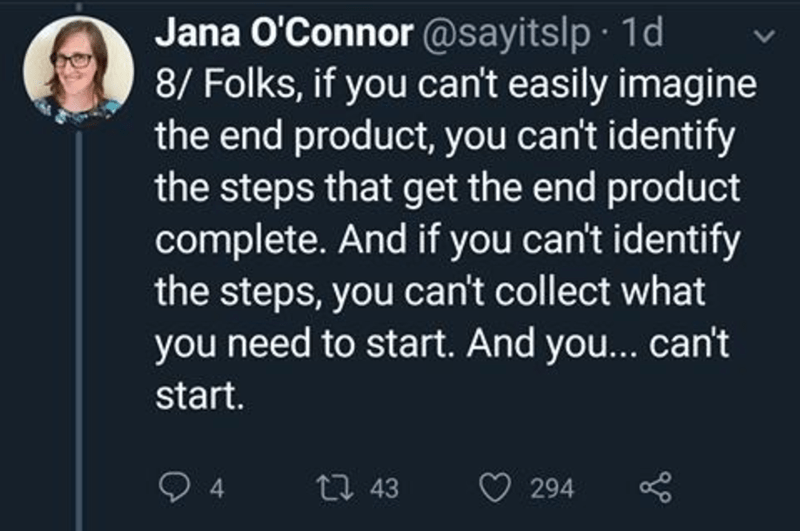 Jana O'Connor @sayitslp · 1d
8/ Folks, if you can't easily imagine
the end product, you can't identify
the steps that get the end product
complete. And if you can't identify
the steps, you can't collect what
you need to start. And you... can't
start.
4 43 294